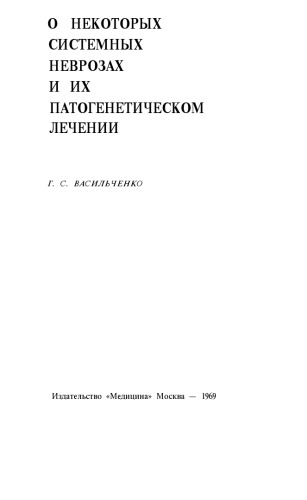 О НЕКОТОРЫХ
СИСТЕМНЫХ
НЕВРОЗАХ
И ИХ
ПАТОГЕНЕТИЧЕСКОМ
ЛЕЧЕНИИ
Г. С. ВАСИЛЬЧЕНКО
Издательство «Медицина» Москва — 1969